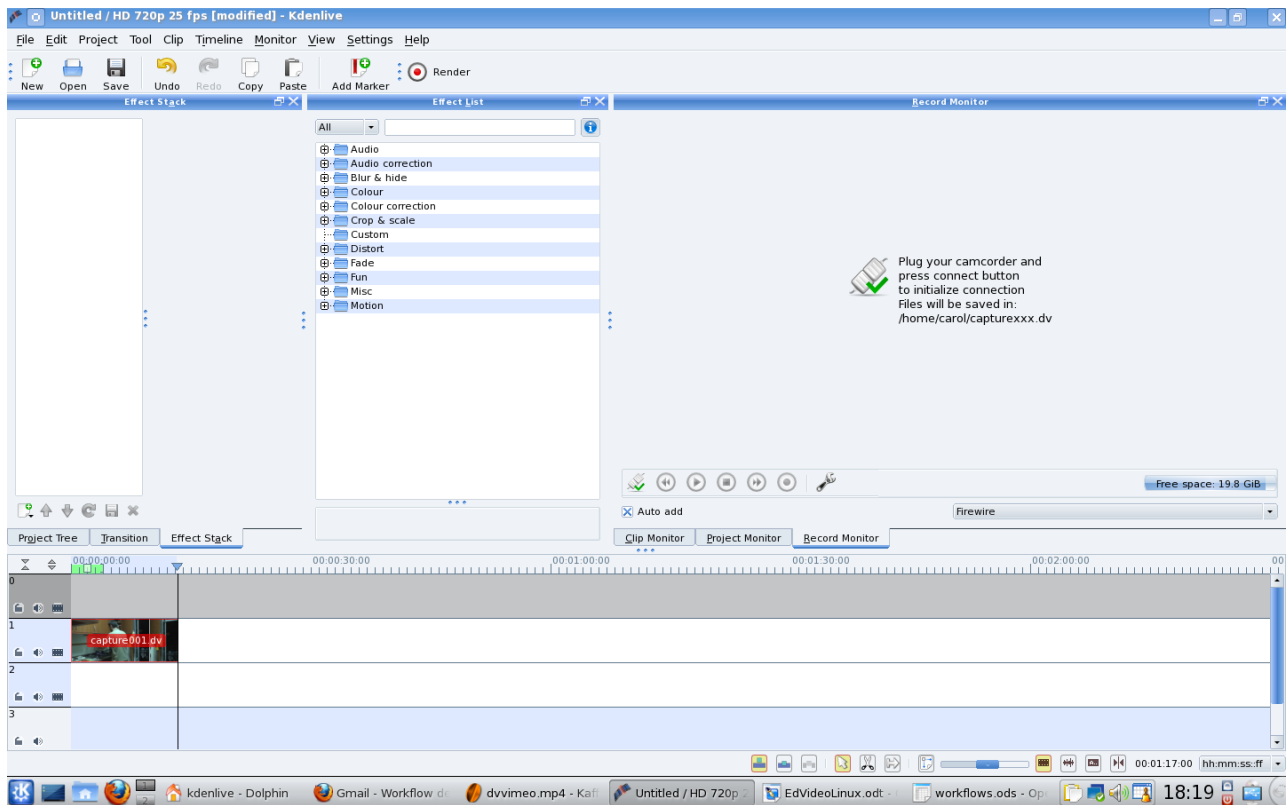 Untitled / HD 720p 25 fps [modified] - Kdenlive
File Edit Project Tool Clip Timeline Monitor View Settings Help
New Open Save Undo Redo Copy Paste Add Marker Render
Effect Stack
Effect List
Record Monitor
All
Audio
Audio correction
Blur & hide
Colour
Colour correction
Crop & scale
Custom
Distort
Fade
Fun
Misc
Motion
Plug your camcorder and
press connect button
to initialize connection
Files will be saved in:
/home/carol/capturexxx.dv
Free space: 19.8 GiB
Auto add
Firewire
Project Tree Transition Effect Stack
Clip Monitor Project Monitor Record Monitor
00:00:00:00 00:00:30:00 00:01:00:00 00:01:30:00 00:02:00:00 00
0
1
capture001.dv
2
3
00:01:17:00 hh:mm:ss:ff
1
2
kdenlive - Dolphin
Gmail - Workflow de
dvvimeo.mp4 - Kaf
Untitled / HD 720p 2
EdVideoLinux.odt -
workflows.ods - Op
18:19